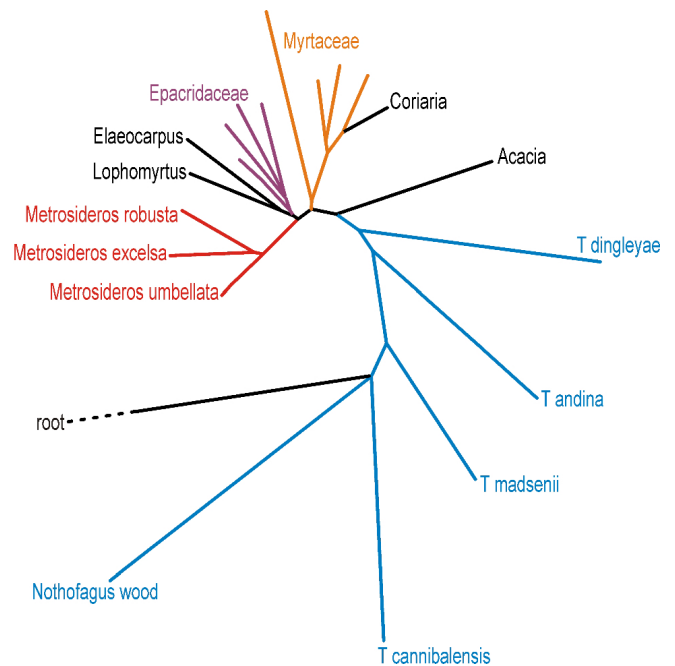 Myrtaceae
Epacridaceae
Coriaria
Elaeocarpus
Acacia
Lophomyrtus
Metrosideros robusta
Metrosideros excelsa
T dingleyae
Metrosideros umbellata
T andina
root
T madsenii
Nothofagus wood
T cannibalensis